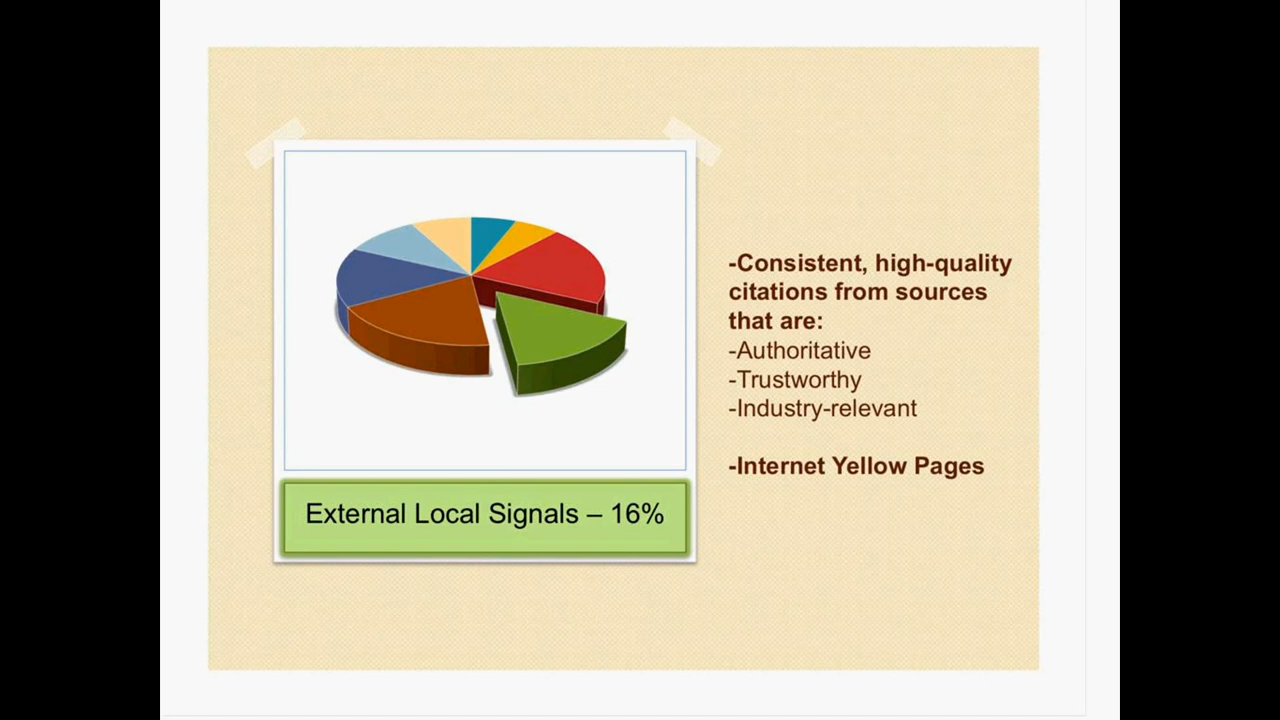 -Consistent, high-quality
citations from sources
that are:
-Authoritative
-Trustworthy
-Industry-relevant
-Internet Yellow Pages
External Local Signals – 16%